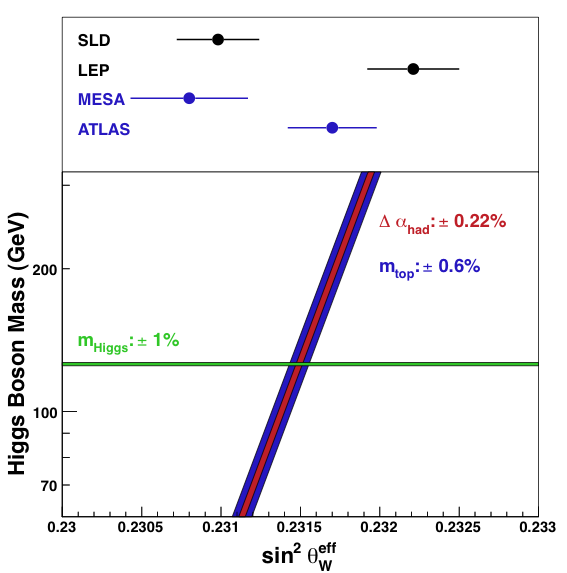 SLD
LEP
MESA
ATLAS
Δ α_had: ± 0.22%
m_top: ± 0.6%
m_Higgs: ± 1%
Higgs Boson Mass (GeV)
200
100
70
0.23 0.2305 0.231 0.2315 0.232 0.2325 0.233
sin² θ_W^eff